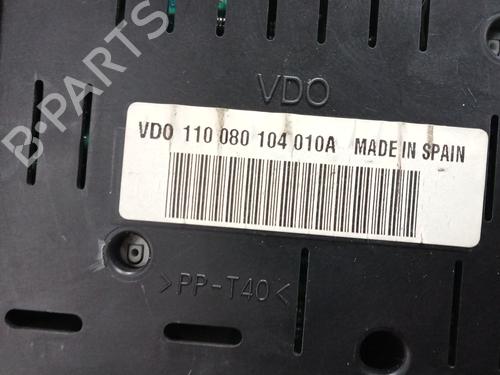 B-PARTS
VDO
VDO 110 080 104 010A MADE IN SPAIN
>PP-T40<